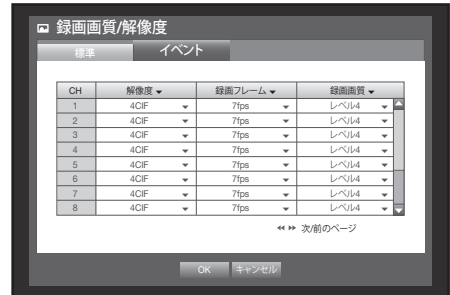 録画画質/解像度
標準 イベント
CH 解像度 録画フレーム 録画画質
1 4CIF 7fps レベル4
2 4CIF 7fps レベル4
3 4CIF 7fps レベル4
4 4CIF 7fps レベル4
5 4CIF 7fps レベル4
6 4CIF 7fps レベル4
7 4CIF 7fps レベル4
8 4CIF 7fps レベル4
次/前のページ
OK キャンセル